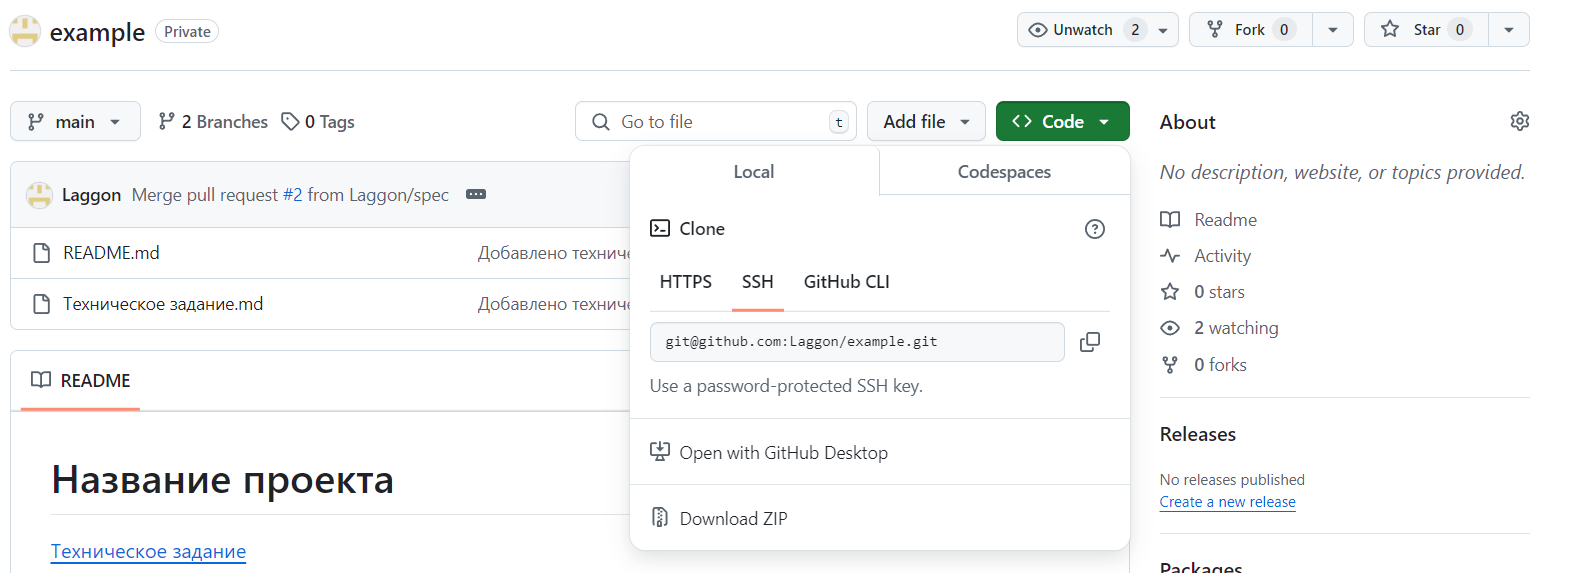 example Private Unwatch 2 Fork 0 Star 0
main 2 Branches 0 Tags Go to file t Add file Code About
Local Codespaces
No description, website, or topics provided.
Laggon Merge pull request #2 from Laggon/spec
Clone
Readme
README.md Добавлено техниче
Activity
HTTPS SSH GitHub CLI
Техническое задание.md Добавлено техниче
0 stars
2 watching
git@github.com:Laggon/example.git
0 forks
README
Use a password-protected SSH key.
Releases
Open with GitHub Desktop
Название проекта
No releases published
Create a new release
Download ZIP
Техническое задание
Packages